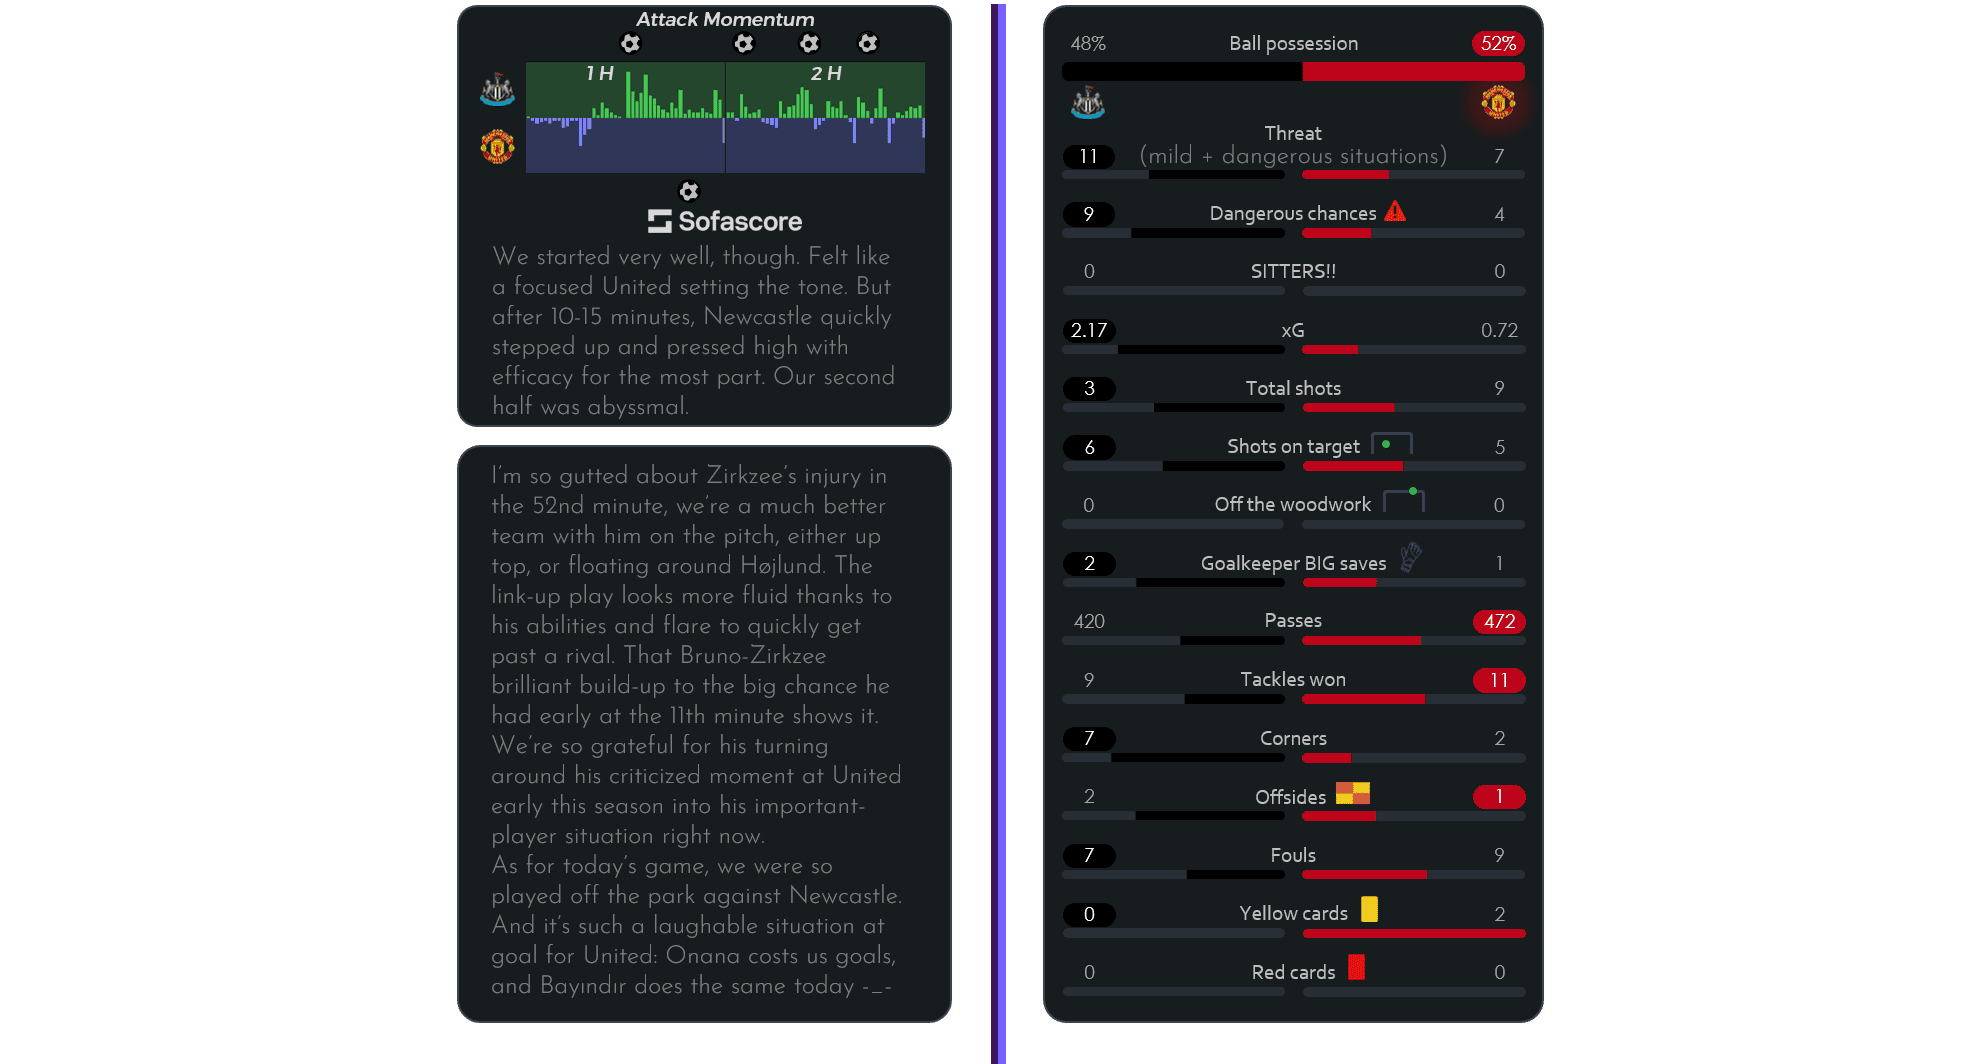 Attack Momentum
1 H
2 H
Sofascore
We started very well, though. Felt like
a focused United setting the tone. But
after 10-15 minutes, Newcastle quickly
stepped up and pressed high with
efficacy for the most part. Our second
half was abyssmal.
I'm so gutted about Zirkzee's injury in
the 52nd minute, we're a much better
team with him on the pitch, either up
top, or floating around Højlund. The
link-up play looks more fluid thanks to
his abilities and flare to quickly get
past a rival. That Bruno-Zirkzee
brilliant build-up to the big chance he
had early at the 11th minute shows it.
We're so grateful for his turning
around his criticized moment at United
early this season into his important-
player situation right now.
As for today's game, we were so
played off the park against Newcastle.
And it's such a laughable situation at
goal for United: Onana costs us goals,
and Bayındır does the same today -_-
48% Ball possession 52%
Threat
11 (mild + dangerous situations) 7
9 Dangerous chances 4
0 SITTERS!! 0
2.17 xG 0.72
3 Total shots 9
6 Shots on target 5
0 Off the woodwork 0
2 Goalkeeper BIG saves 1
420 Passes 472
9 Tackles won 11
7 Corners 2
2 Offsides 1
7 Fouls 9
0 Yellow cards 2
0 Red cards 0